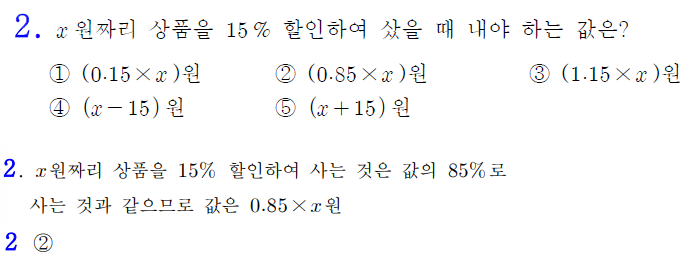 2. x원짜리 상품을 15% 할인하여 샀을 때 내야 하는 값은?
① (0.15×x)원 ② (0.85×x)원 ③ (1.15×x)원
④ (x-15)원 ⑤ (x+15)원
2. x원짜리 상품을 15% 할인하여 사는 것은 값의 85%로
사는 것과 같으므로 값은 0.85×x원
2 ②